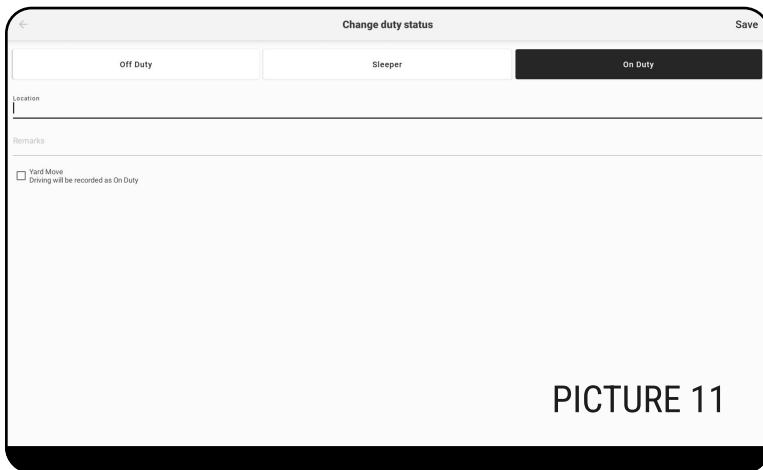 Change duty status
Save
Off Duty
Sleeper
On Duty
Location
Remarks
Yard Move
Driving will be recorded as On Duty
PICTURE 11